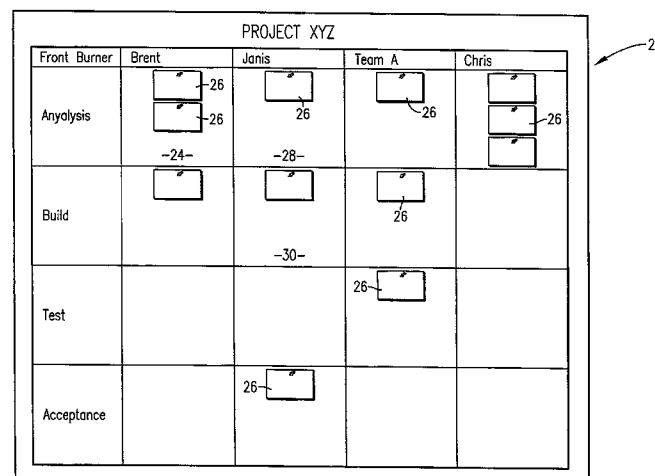 PROJECT XYZ
2
Front Burner Brent Janis Team A Chris
26
26 26 26 26
Anyalysis
-24- -28-
26
Build
-30-
26
Test
26
Acceptance